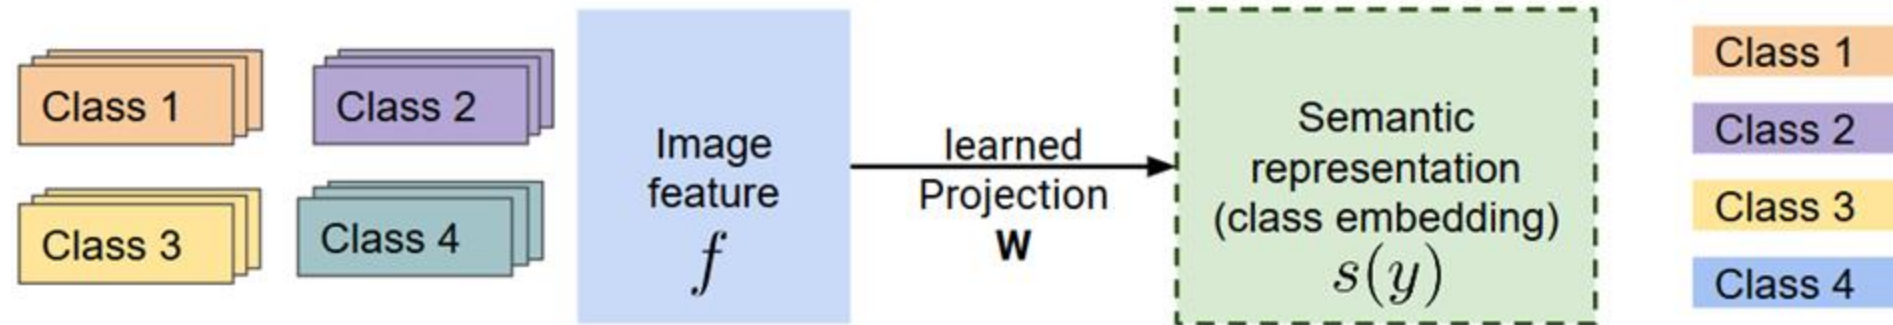 Class 1
Class 2
Class 3
Class 4
Image
feature
f
learned
Projection
W
Semantic
representation
(class embedding)
s(y)
Class 1
Class 2
Class 3
Class 4